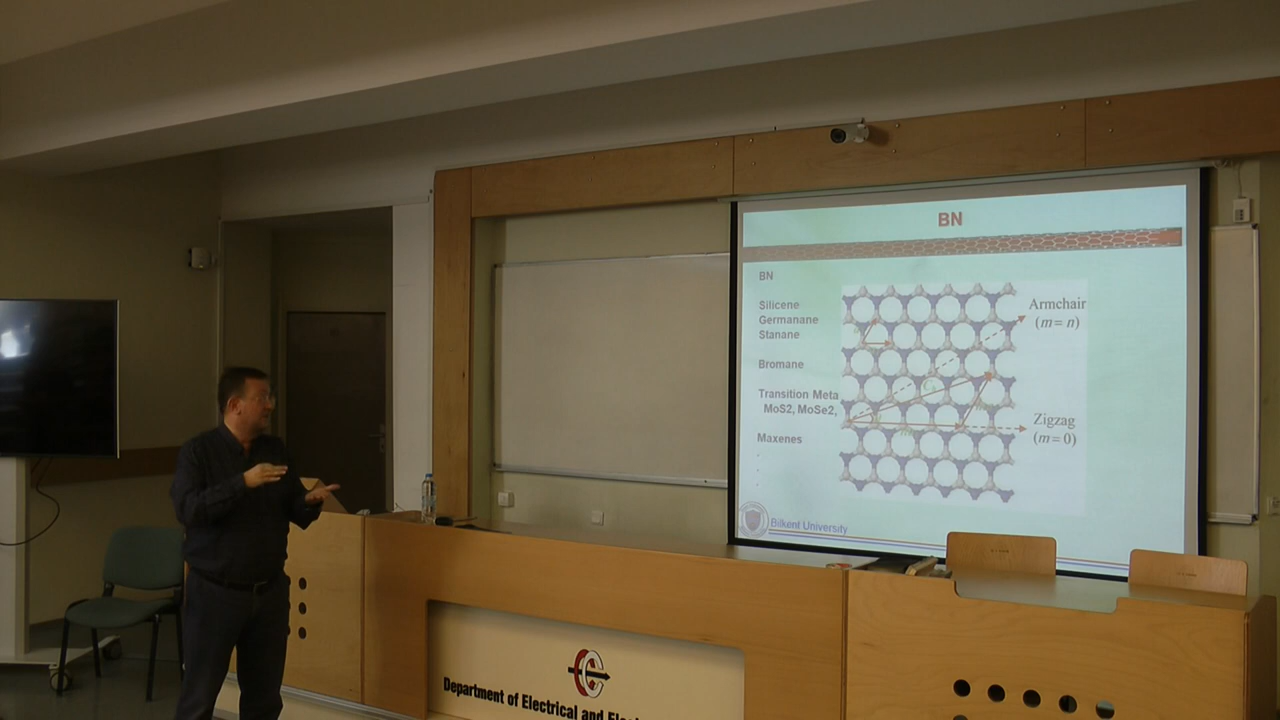 BN
BN
Silicene
Germanane
Stanane
Bromane
Transition Meta
MoS2, MoSe2,
Maxenes
Armchair
(m = n)
Zigzag
(m = 0)
Bilkent University
Department of Electrical and Elec